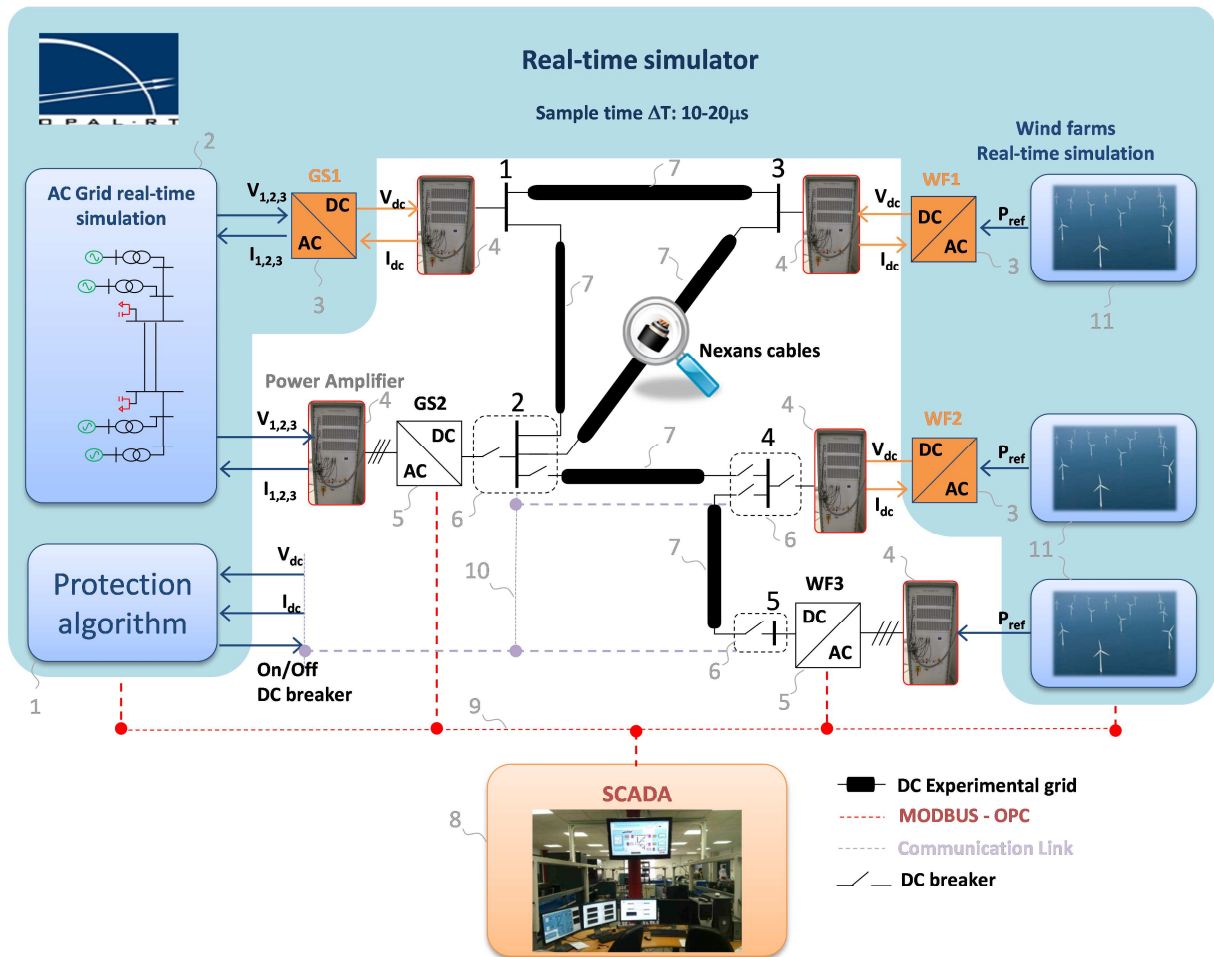 OPAL-RT
Real-time simulator
Sample time ΔT: 10-20µs
Wind farms
Real-time simulation
2
AC Grid real-time
simulation
V1,2,3
I1,2,3
GS1
DC
AC
3
Vdc
Idc
4
1
7
3
4
Vdc
Idc
WF1
DC
AC
3
Pref
11
7
7
Nexans cables
Power Amplifier
4
V1,2,3
I1,2,3
GS2
DC
AC
5
2
6
7
4
6
4
Vdc
Idc
WF2
DC
AC
3
Pref
11
Protection
algorithm
1
Vdc
Idc
On/Off
DC breaker
10
7
5
6
WF3
DC
AC
5
4
Pref
9
8
SCADA
DC Experimental grid
MODBUS - OPC
Communication Link
DC breaker